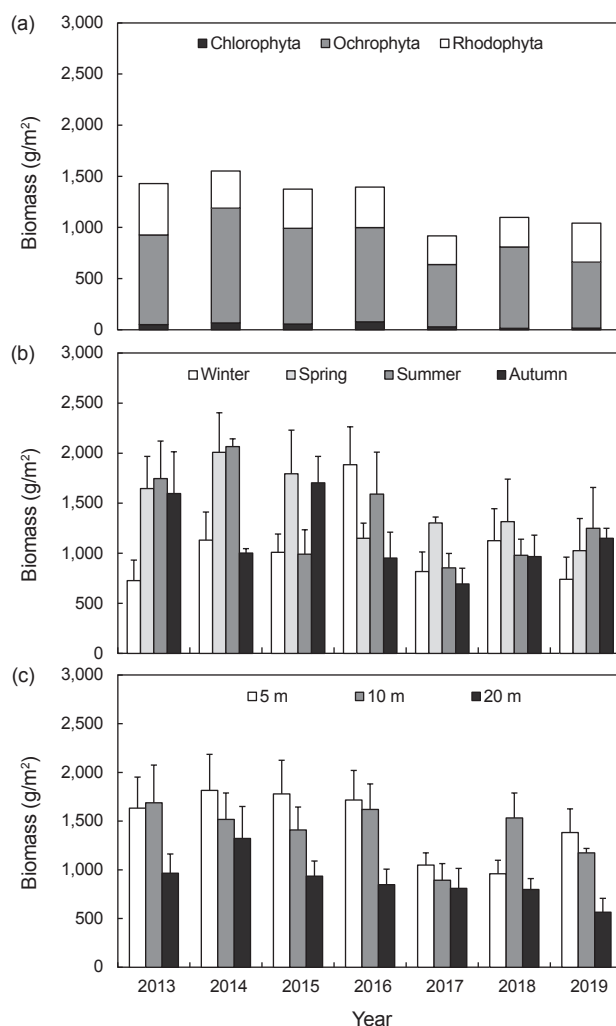 (a)
3,000
2,500
2,000
1,500
1,000
500
0
Biomass (g/m²)
Chlorophyta Ochrophyta Rhodophyta
(b)
3,000
2,500
2,000
1,500
1,000
500
0
Biomass (g/m²)
Winter Spring Summer Autumn
(c)
3,000
2,500
2,000
1,500
1,000
500
0
Biomass (g/m²)
5 m 10 m 20 m
2013 2014 2015 2016 2017 2018 2019
Year